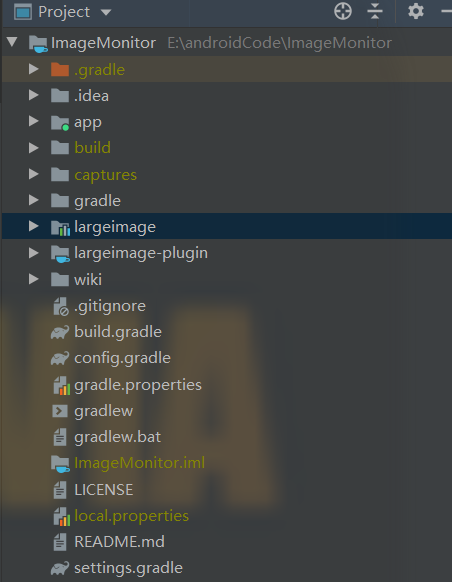 Project
ImageMonitor E:\androidCode\ImageMonitor
.gradle
.idea
app
build
captures
gradle
largeimage
largeimage-plugin
wiki
.gitignore
build.gradle
config.gradle
gradle.properties
gradlew
gradlew.bat
ImageMonitor.iml
LICENSE
local.properties
README.md
settings.gradle